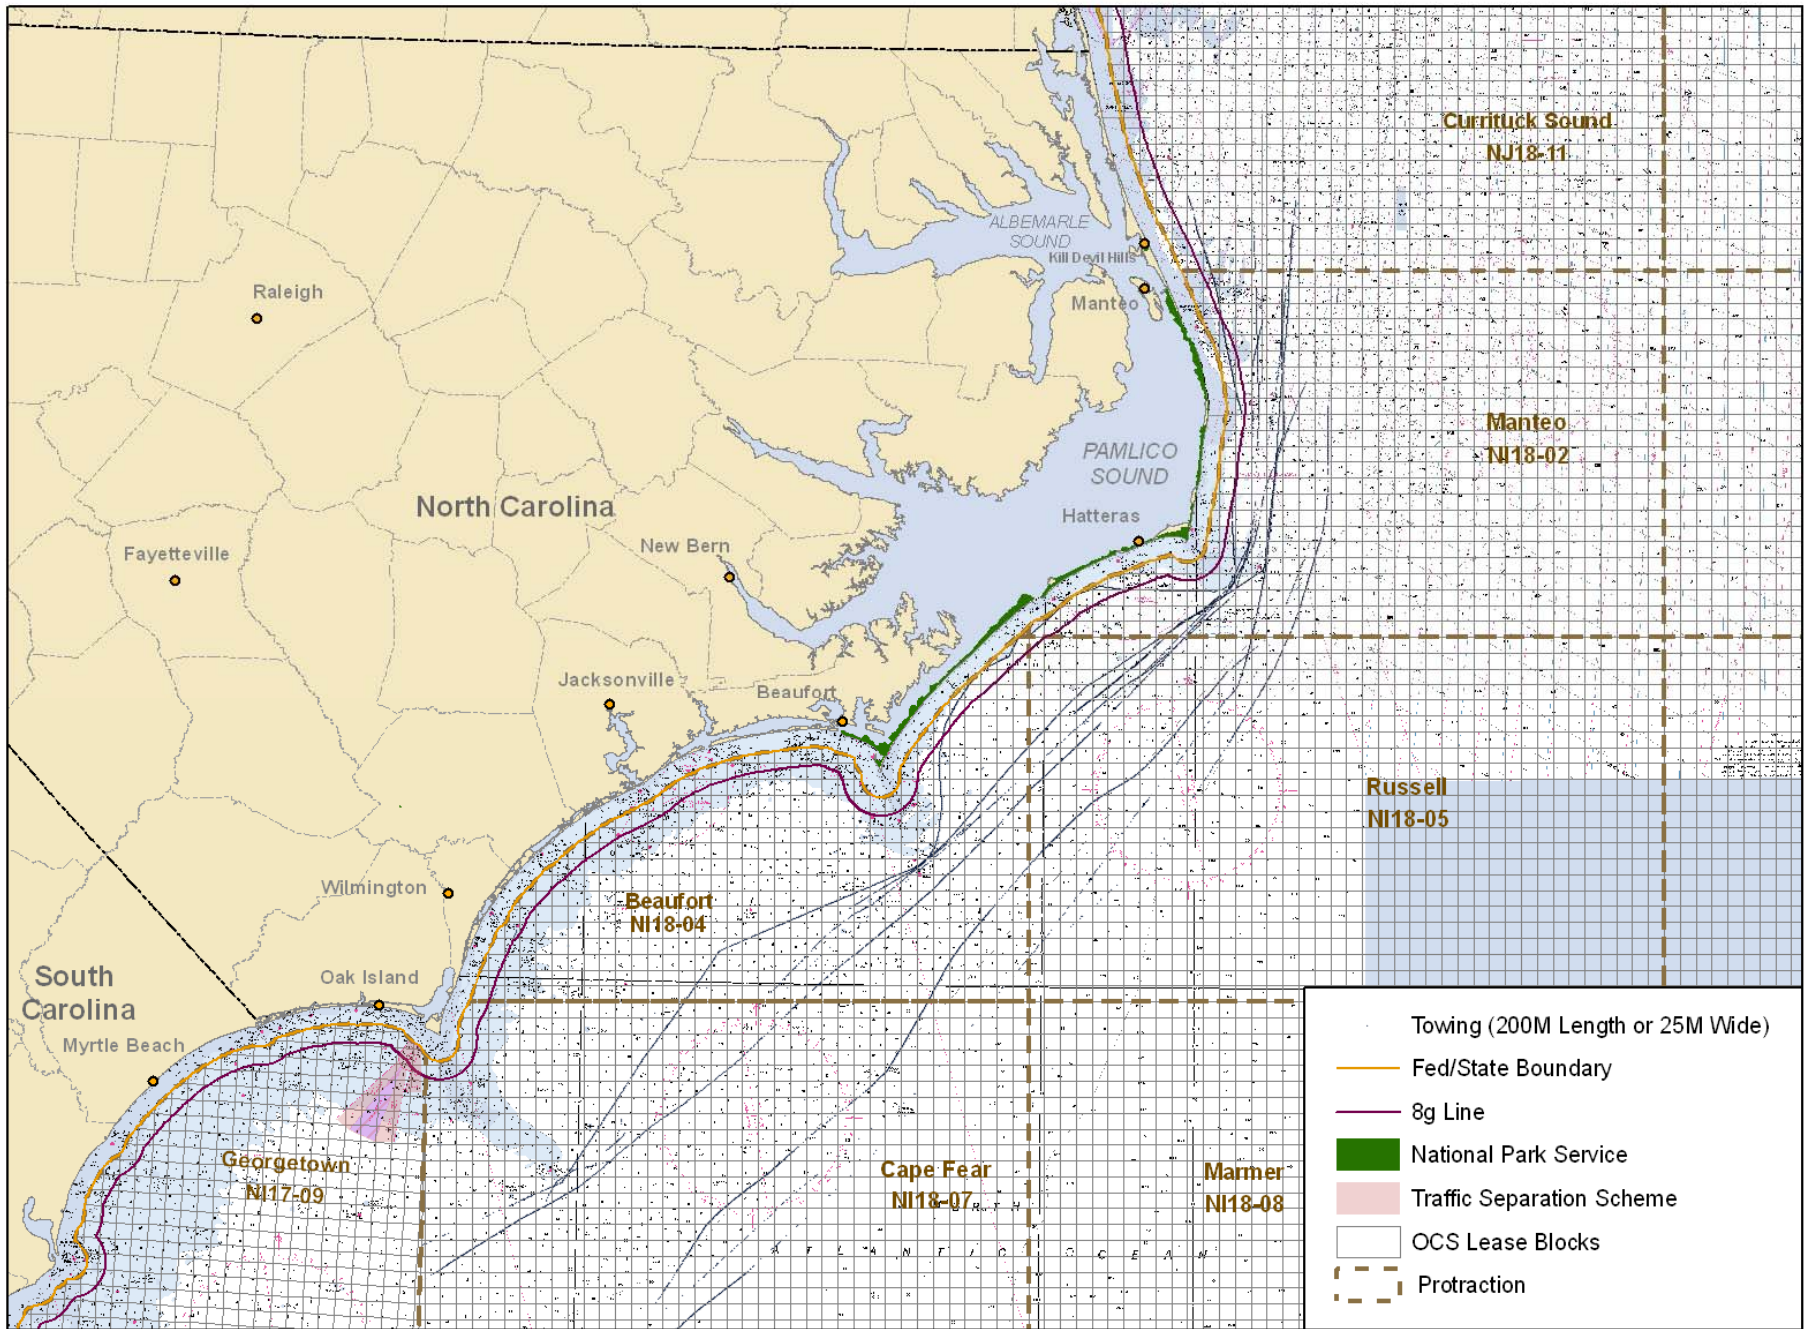 Currituck Sound
NJ18-11
ALBEMARLE
SOUND
Kill Devil Hills
Raleigh
Manteo
Manteo
NI18-02
PAMLICO
SOUND
North Carolina
Hatteras
Fayetteville
New Bern
Jacksonville
Beaufort
Russell
NI18-05
Wilmington
Beaufort
NI18-04
South
Carolina
Oak Island
Myrtle Beach
Georgetown
NI17-09
Cape Fear
NI18-07
Marmer
NI18-08
ATLANTIC OCEAN
Towing (200M Length or 25M Wide)
Fed/State Boundary
8g Line
National Park Service
Traffic Separation Scheme
OCS Lease Blocks
Protraction